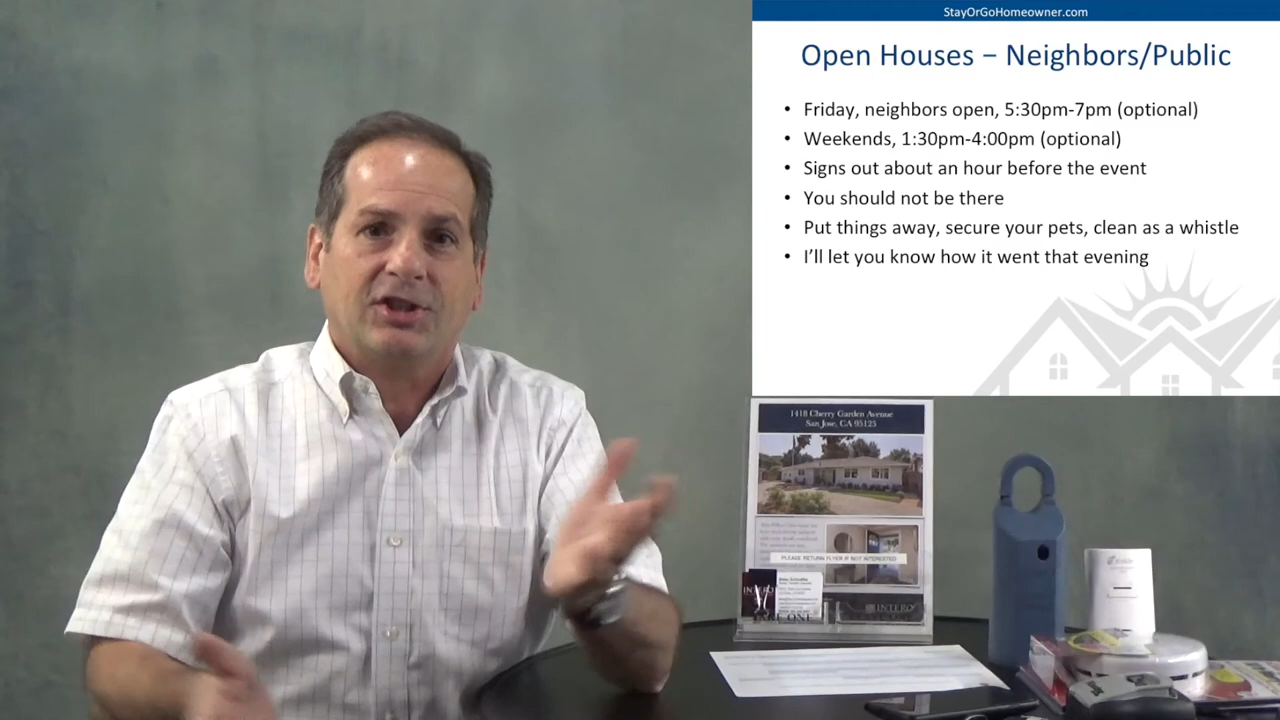 StayOrGoHomeowner.com
Open Houses – Neighbors/Public
• Friday, neighbors open, 5:30pm-7pm (optional)
• Weekends, 1:30pm-4:00pm (optional)
• Signs out about an hour before the event
• You should not be there
• Put things away, secure your pets, clean as a whistle
• I’ll let you know how it went that evening
1418 Cherry Garden Avenue
San Jose, CA 95125
PLEASE RETURN FLYER IF NOT INTERESTED
INTERO
INTERO